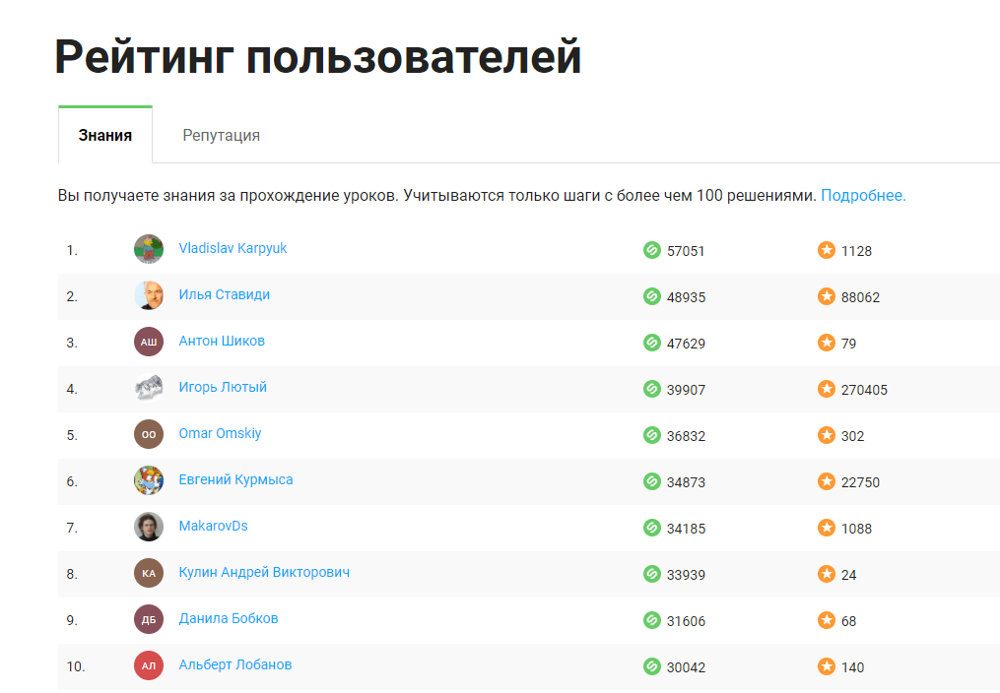 Рейтинг пользователей
Знания Репутация
Вы получаете знания за прохождение уроков. Учитываются только шаги с более чем 100 решениями. Подробнее.
1. Vladislav Karpyuk 57051 1128
2. Илья Ставиди 48935 88062
3. АШ Антон Шиков 47629 79
4. Игорь Лютый 39907 270405
5. OO Omar Omskiy 36832 302
6. Евгений Курмыса 34873 22750
7. MakarovDs 34185 1088
8. КА Кулин Андрей Викторович 33939 24
9. ДБ Данила Бобков 31606 68
10. АЛ Альберт Лобанов 30042 140